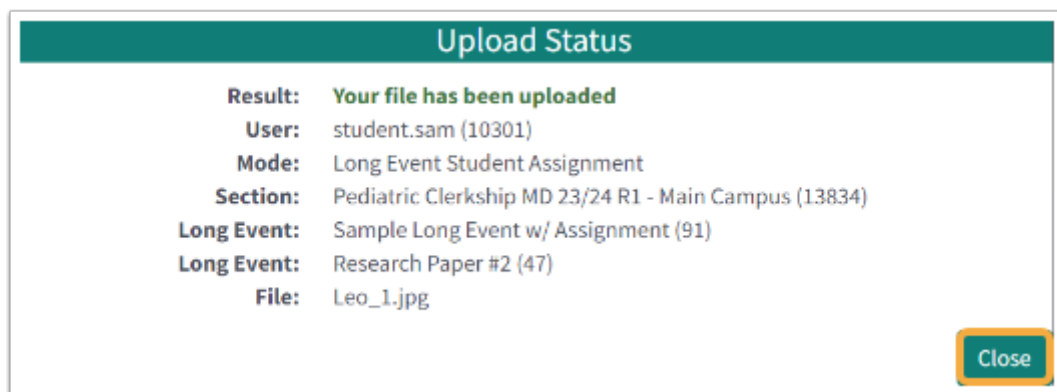 Upload Status
Result: Your file has been uploaded
User: student.sam (10301)
Mode: Long Event Student Assignment
Section: Pediatric Clerkship MD 23/24 R1 - Main Campus (13834)
Long Event: Sample Long Event w/ Assignment (91)
Long Event: Research Paper #2 (47)
File: Leo_1.jpg
Close